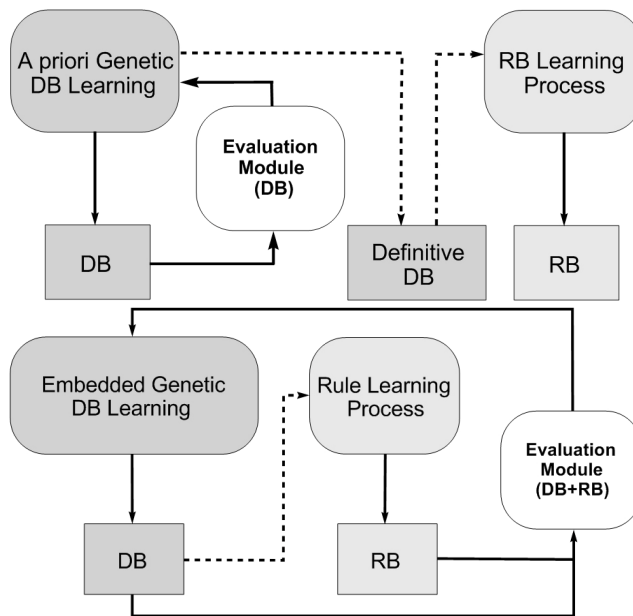 A priori Genetic
DB Learning
RB Learning
Process
Evaluation
Module
(DB)
DB
Definitive
DB
RB
Embedded Genetic
DB Learning
Rule Learning
Process
Evaluation
Module
(DB+RB)
DB
RB